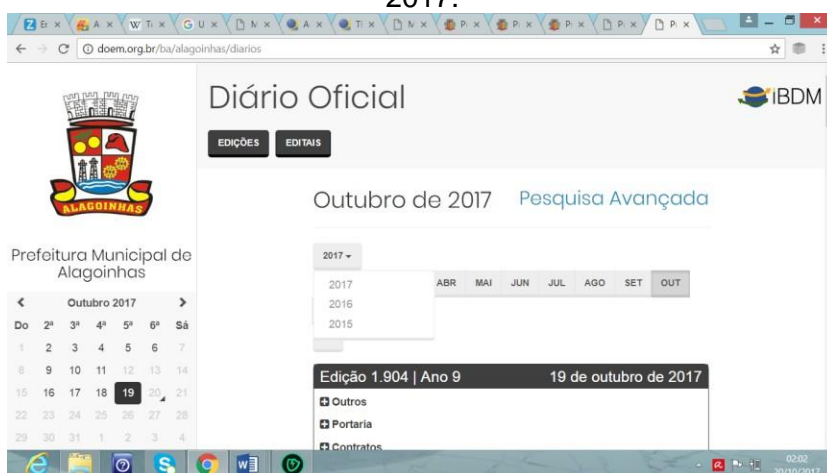 2017.
doem.org.br/ba/alagoinhas/diarios
Diário Oficial
iBDM
EDIÇÕES EDITAIS
ALAGOINHAS
Prefeitura Municipal de
Alagoinhas
Outubro de 2017 Pesquisa Avançada
2017
2017
2016
2015
ABR MAI JUN JUL AGO SET OUT
Outubro 2017
Do 2ª 3ª 4ª 5ª 6ª Sá
1 2 3 4 5 6 7
8 9 10 11 12 13 14
15 16 17 18 19 20 21
22 23 24 25 26 27 28
29 30 31 1 2 3 4
Edição 1.904 | Ano 9 19 de outubro de 2017
Outros
Portaria
Contratos
02:02
20/10/2017